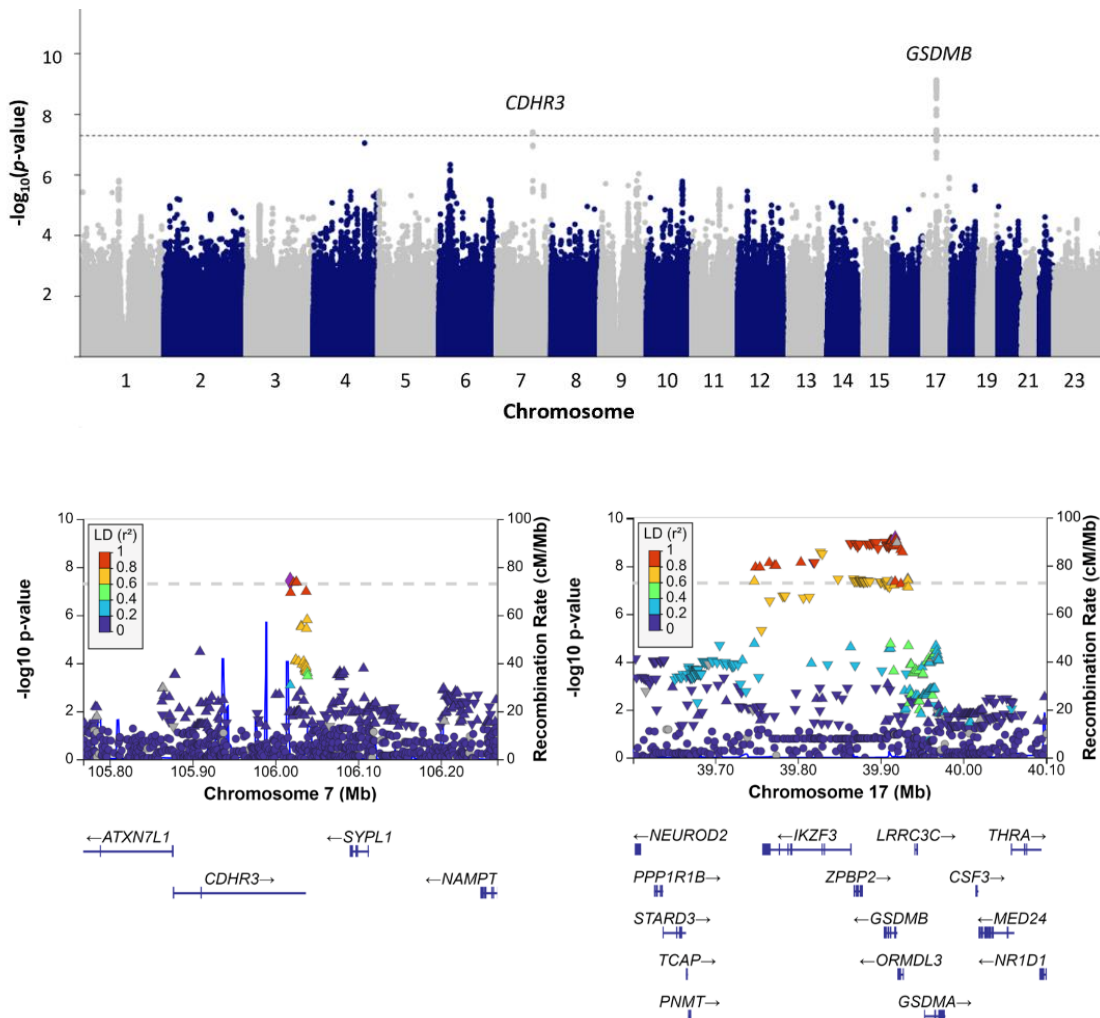 GSDMB
CDHR3
10
8
6
4
2
-log10(p-value)
1 2 3 4 5 6 7 8 9 10 11 12 13 14 15 17 19 21 23
Chromosome
10
8
6
4
2
0
-log10 p-value
LD (r²)
1
0.8
0.6
0.4
0.2
0
100
80
60
40
20
0
Recombination Rate (cM/Mb)
105.80 105.90 106.00 106.10 106.20
Chromosome 7 (Mb)
←ATXN7L1
←SYPL1
CDHR3→
←NAMPT
10
8
6
4
2
0
-log10 p-value
LD (r²)
1
0.8
0.6
0.4
0.2
0
100
80
60
40
20
0
Recombination Rate (cM/Mb)
39.70 39.80 39.90 40.00 40.10
Chromosome 17 (Mb)
←NEUROD2 ←IKZF3 LRRC3C→ THRA→
PPP1R1B→ ZPBP2→ CSF3→
STARD3→ ←GSDMB ←MED24
TCAP→ ←ORMDL3 ←NR1D1
PNMT→ GSDMA→